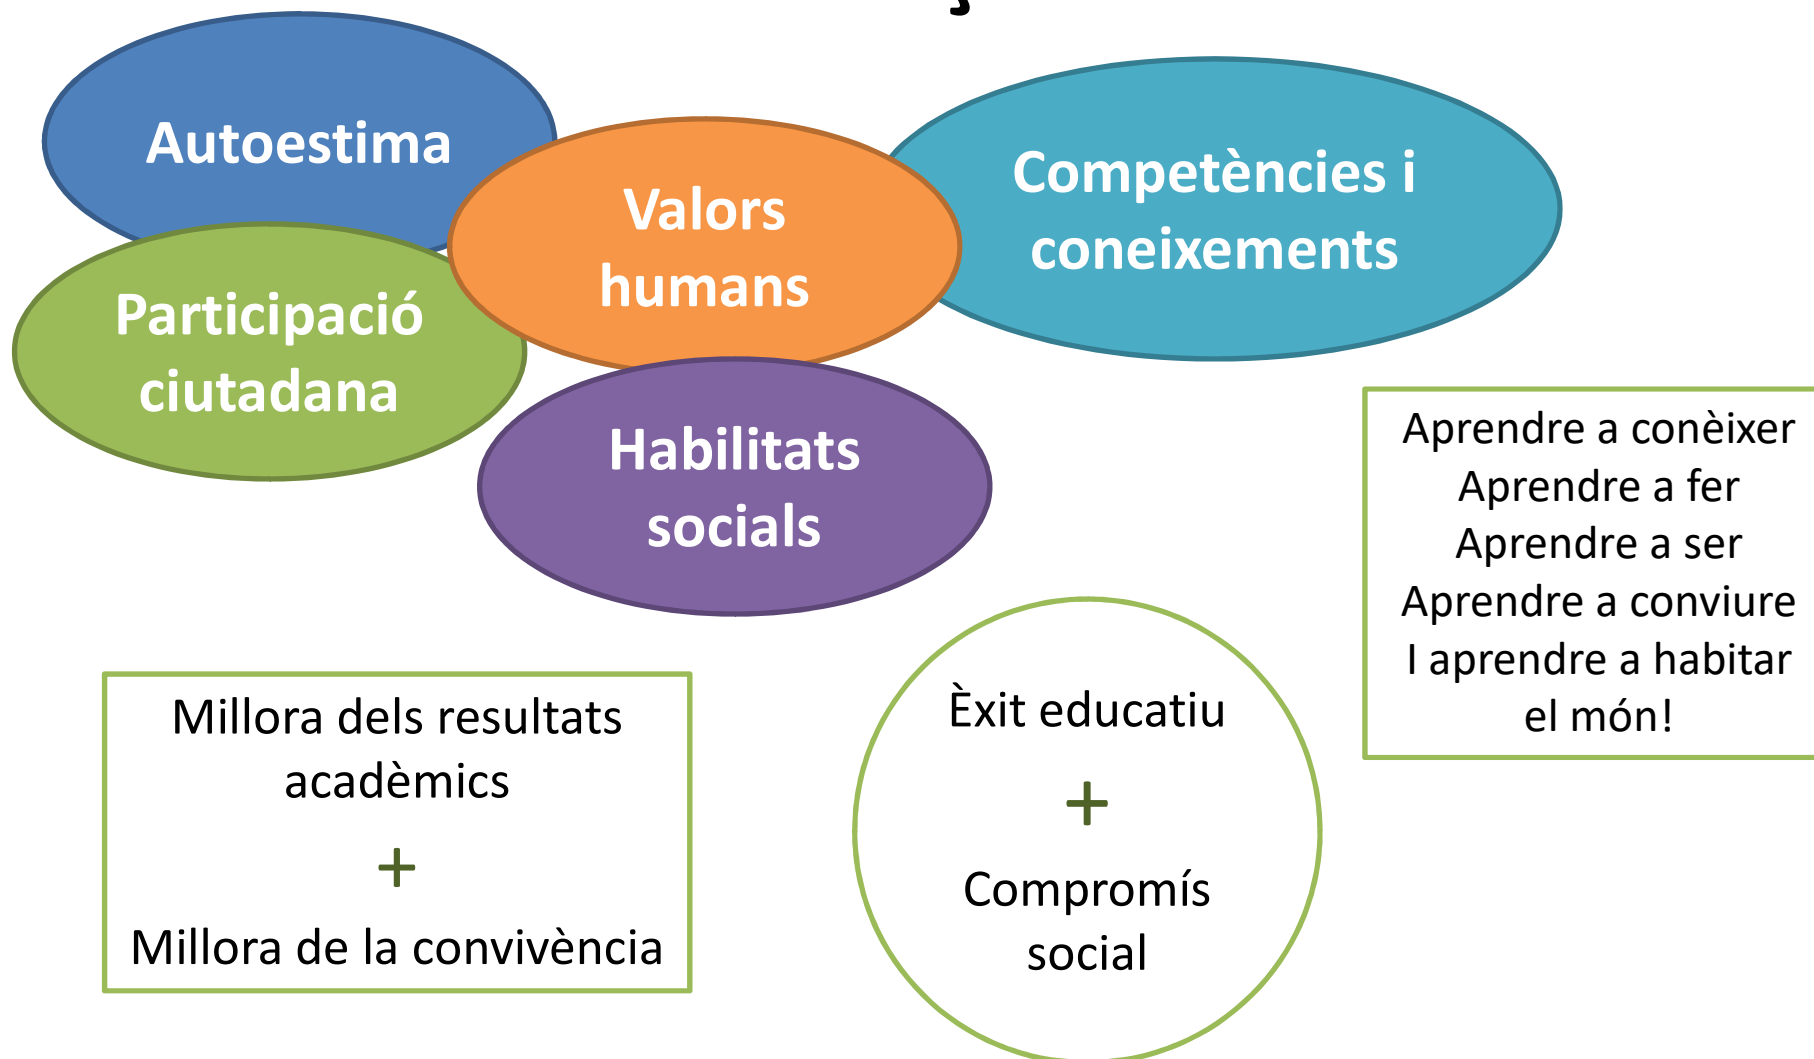 Autoestima
Valors
humans
Competències i
coneixements
Participació
ciutadana
Habilitats
socials
Aprendre a conèixer
Aprendre a fer
Aprendre a ser
Aprendre a conviure
I aprendre a habitar
el món!
Millora dels resultats
acadèmics
+
Millora de la convivència
Èxit educatiu
+
Compromís
social